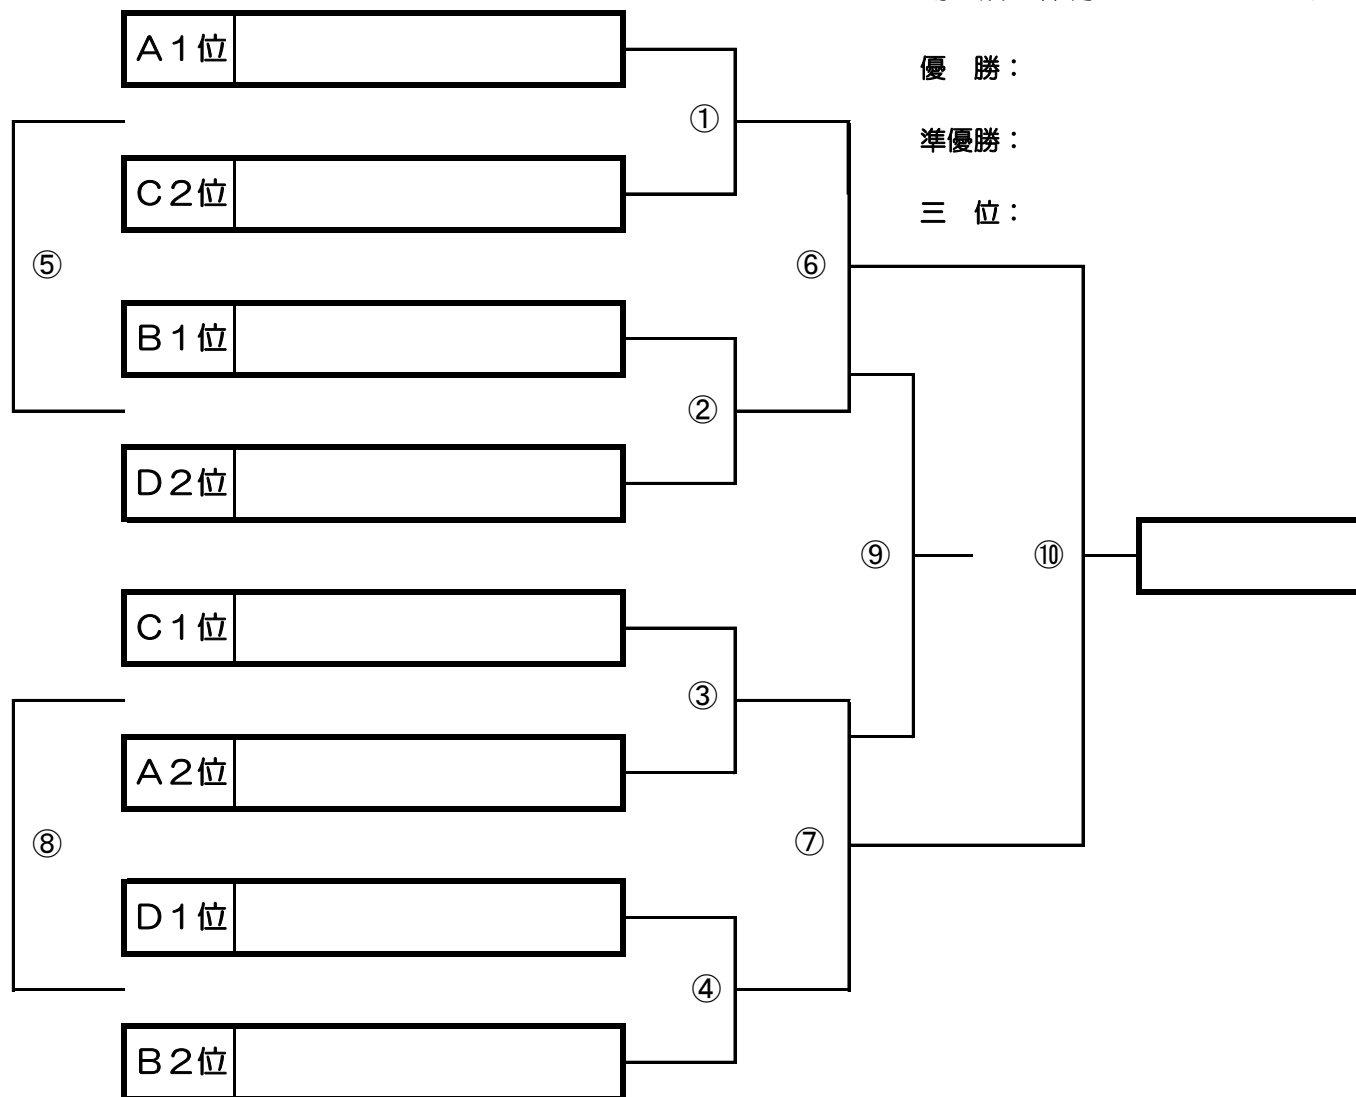 優　勝：
準優勝：
三　位：
Ａ１位
①
Ｃ２位
⑤
⑥
Ｂ１位
②
Ｄ２位
⑨
⑩
Ｃ１位
③
Ａ２位
⑧
⑦
Ｄ１位
④
Ｂ２位